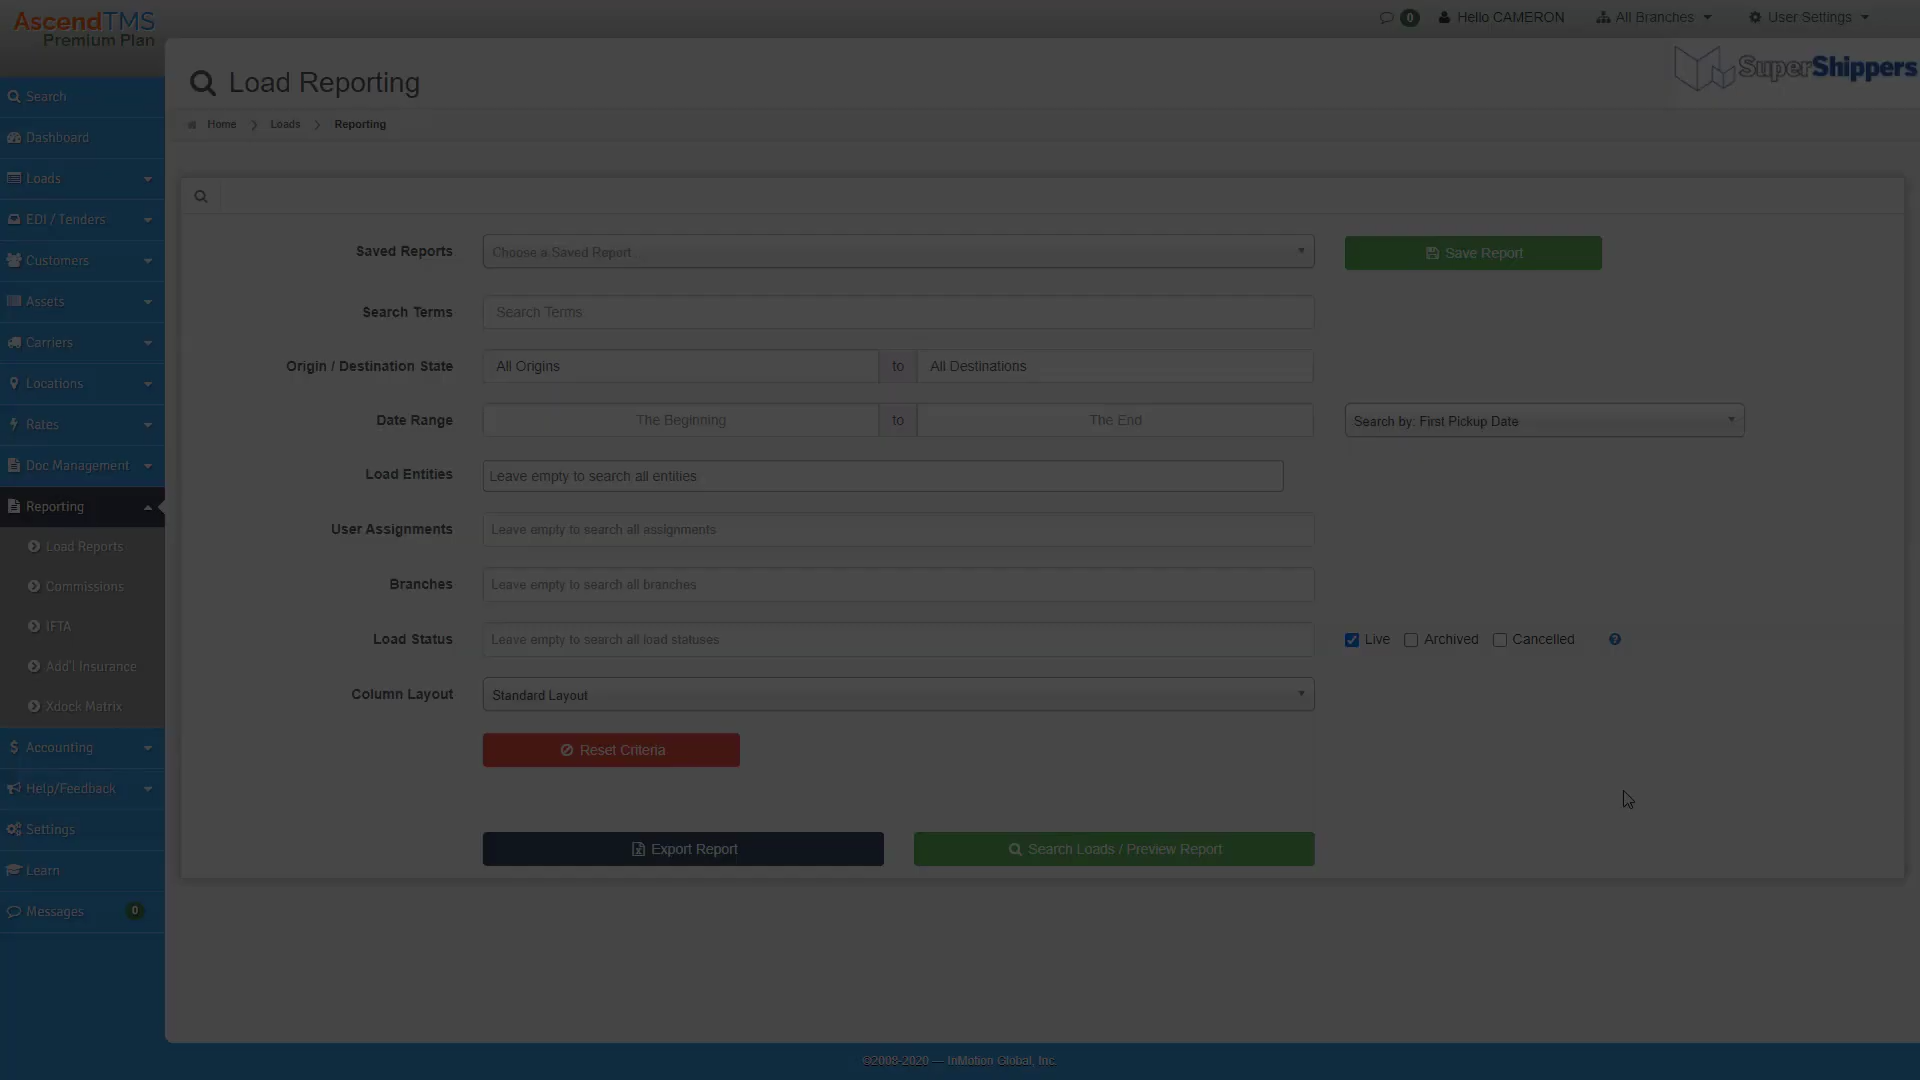 AscendTMS
Premium Plan
0
Hello CAMERON
All Branches
User Settings
Load Reporting
SuperShippers
Home
Loads
Reporting
Search
Dashboard
Loads
EDI / Tenders
Customers
Assets
Carriers
Locations
Rates
Doc Management
Reporting
Load Reports
Commissions
IFTA
Add'l Insurance
Xdock Matrix
Accounting
Help/Feedback
Settings
Learn
Messages 0
Saved Reports
Choose a Saved Report...
Save Report
Search Terms
Search Terms
Origin / Destination State
All Origins
to
All Destinations
Date Range
The Beginning
to
The End
Search by: First Pickup Date
Load Entities
Leave empty to search all entities
User Assignments
Leave empty to search all assignments
Branches
Leave empty to search all branches
Load Status
Leave empty to search all load statuses
Live
Archived
Cancelled
Column Layout
Standard Layout
Reset Criteria
Export Report
Search Loads / Preview Report
©2008-2020 — InMotion Global, Inc.